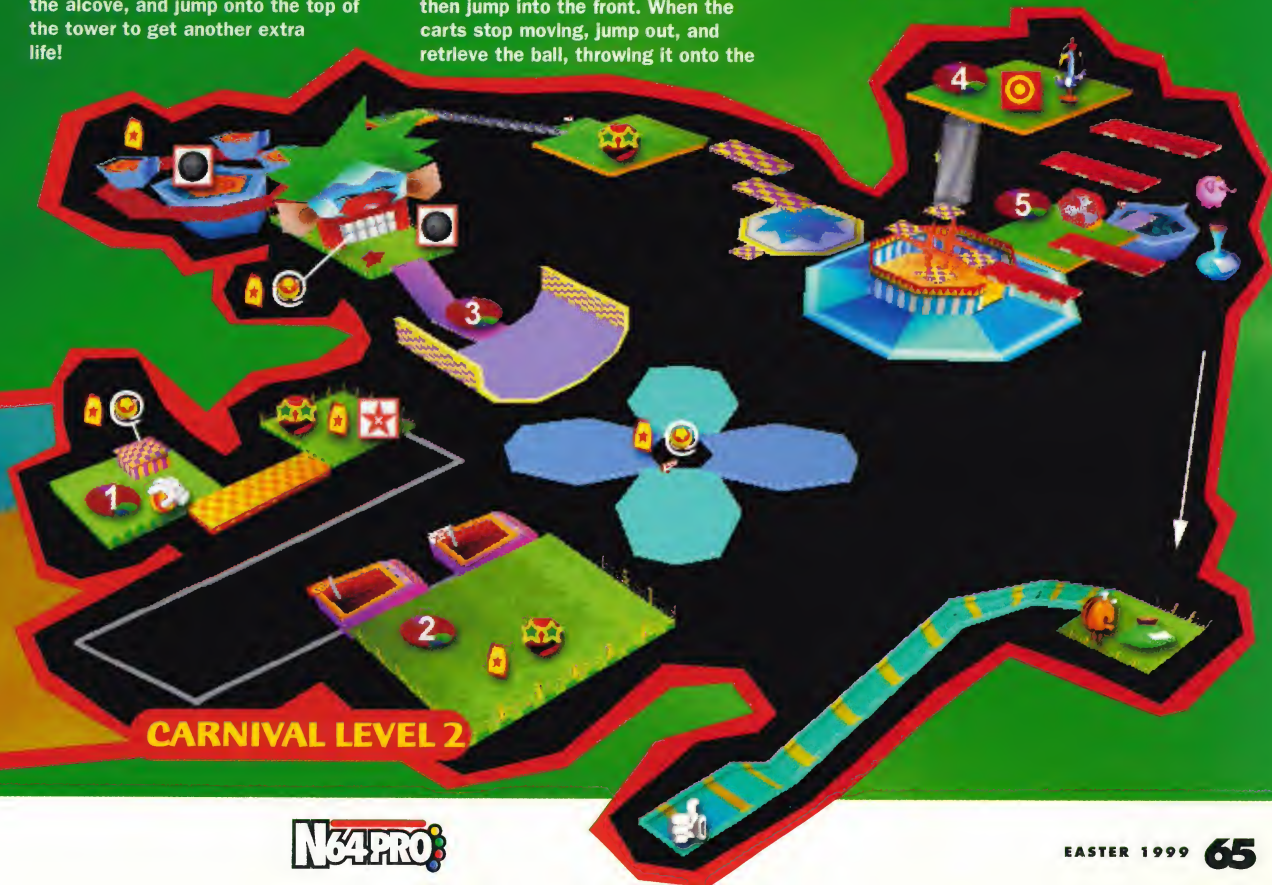 the alcove, and jump onto the top of
the tower to get another extra
life!
then jump into the front. When the
carts stop moving, jump out, and
retrieve the ball, throwing it onto the
4
5
3
1
2
CARNIVAL LEVEL 2
N64 PRO
EASTER 1999 65